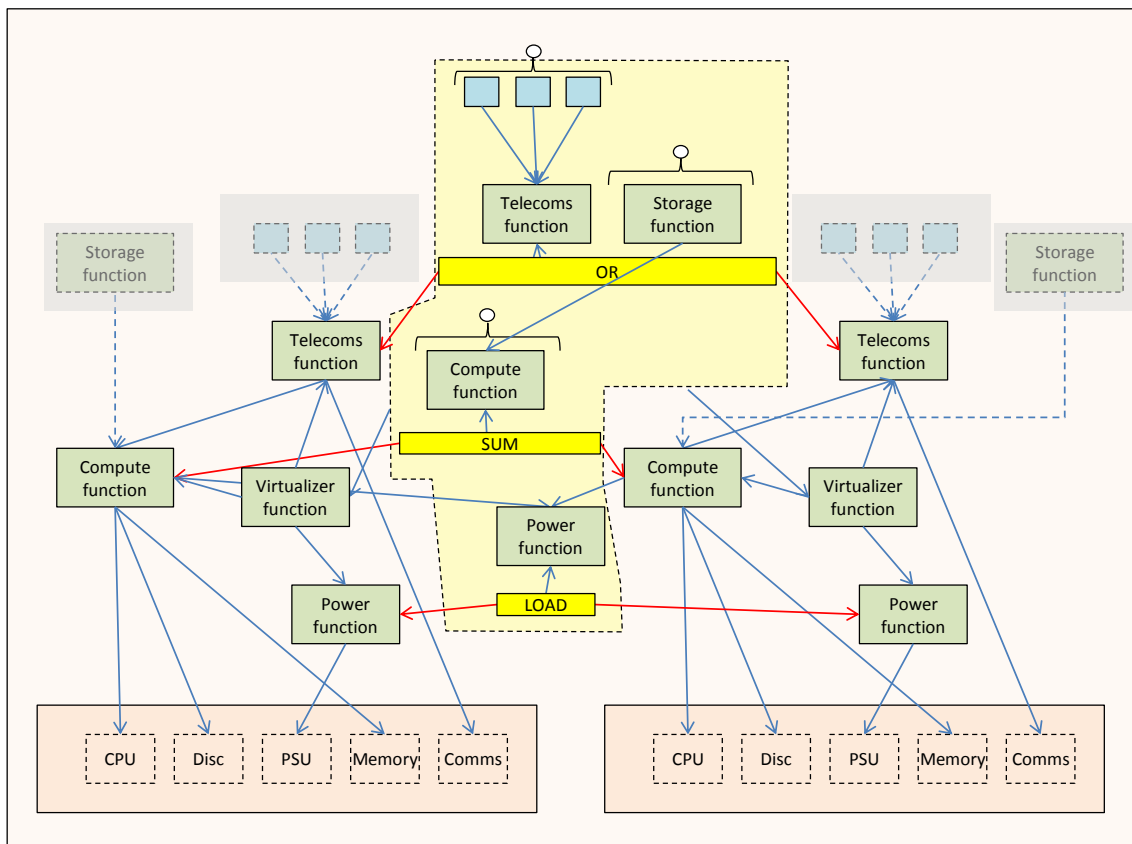 Telecoms
function
Storage
function
Storage
function
Storage
function
OR
Telecoms
function
Telecoms
function
Compute
function
SUM
Compute
function
Virtualizer
function
Compute
function
Virtualizer
function
Power
function
LOAD
Power
function
Power
function
CPU
Disc
PSU
Memory
Comms
CPU
Disc
PSU
Memory
Comms